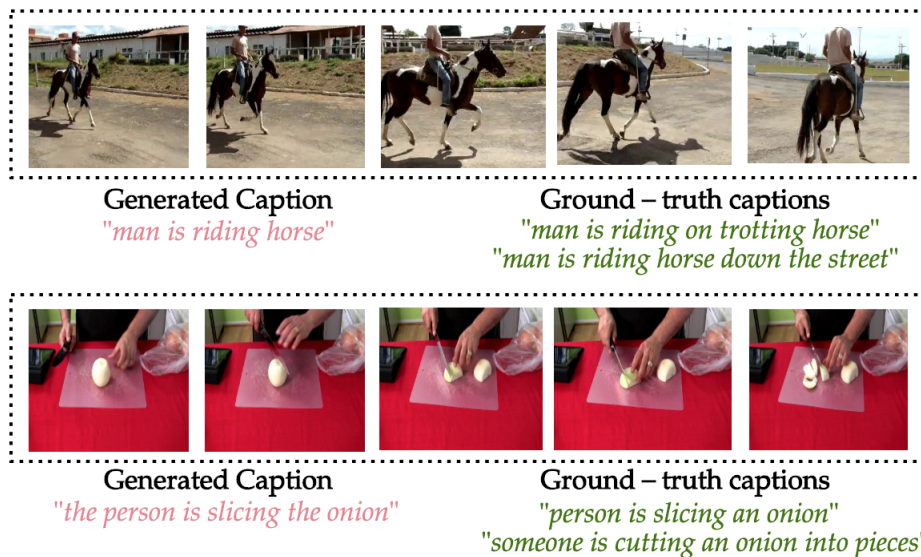 Generated Caption
"man is riding horse"
Ground – truth captions
"man is riding on trotting horse"
"man is riding horse down the street"
Generated Caption
"the person is slicing the onion"
Ground – truth captions
"person is slicing an onion"
"someone is cutting an onion into pieces"